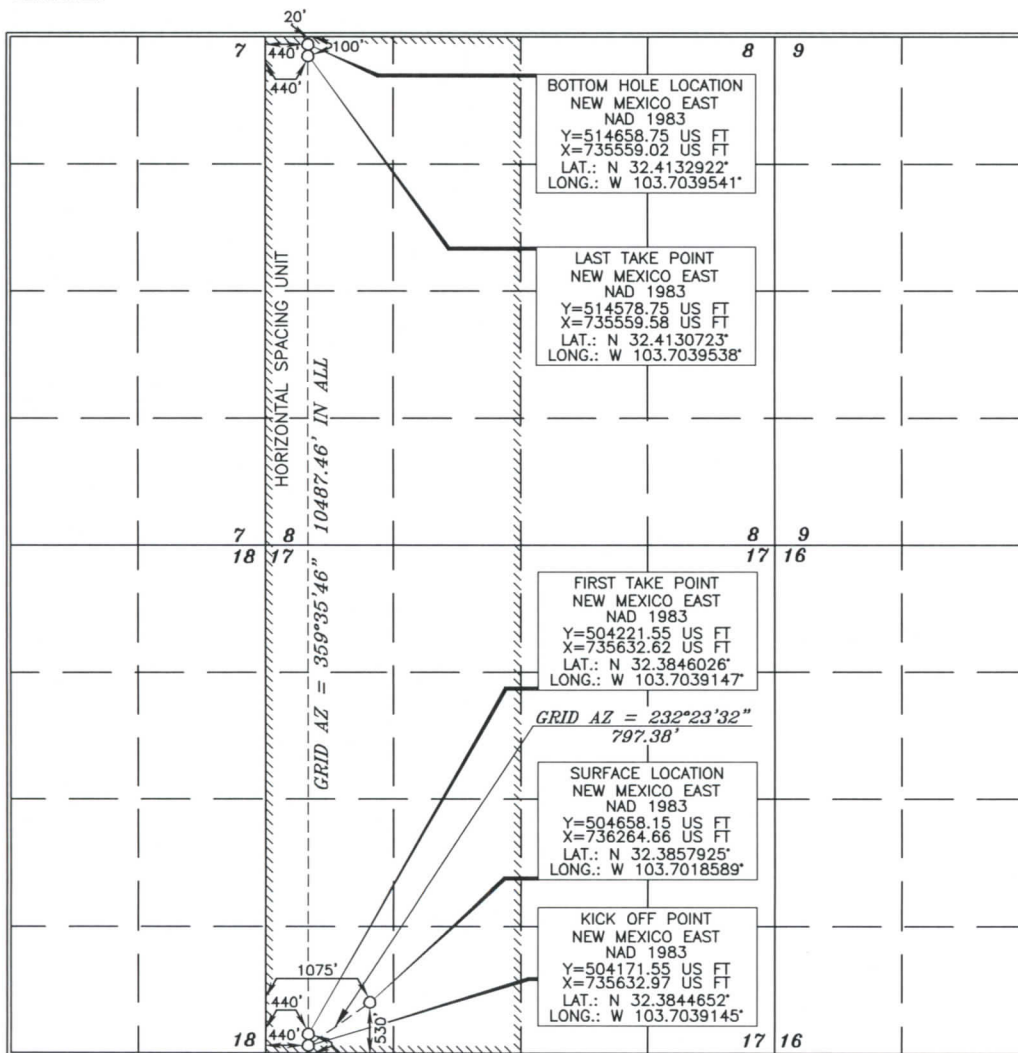 20'
7
440'
100'
8 9
440'
BOTTOM HOLE LOCATION
NEW MEXICO EAST
NAD 1983
Y=514658.75 US FT
X=735559.02 US FT
LAT.: N 32.4132922°
LONG.: W 103.7039541°
LAST TAKE POINT
NEW MEXICO EAST
NAD 1983
Y=514578.75 US FT
X=735559.58 US FT
LAT.: N 32.4130723°
LONG.: W 103.7039538°
HORIZONTAL SPACING UNIT
GRID AZ = 359°35'46" 10487.46' IN ALL
7 8
18 17
8 9
17 16
FIRST TAKE POINT
NEW MEXICO EAST
NAD 1983
Y=504221.55 US FT
X=735632.62 US FT
LAT.: N 32.3846026°
LONG.: W 103.7039147°
GRID AZ = 232°23'32"
797.38'
SURFACE LOCATION
NEW MEXICO EAST
NAD 1983
Y=504658.15 US FT
X=736264.66 US FT
LAT.: N 32.3857925°
LONG.: W 103.7018589°
KICK OFF POINT
NEW MEXICO EAST
NAD 1983
Y=504171.55 US FT
X=735632.97 US FT
LAT.: N 32.3844652°
LONG.: W 103.7039145°
1075'
440'
530'
440'
18
17 16